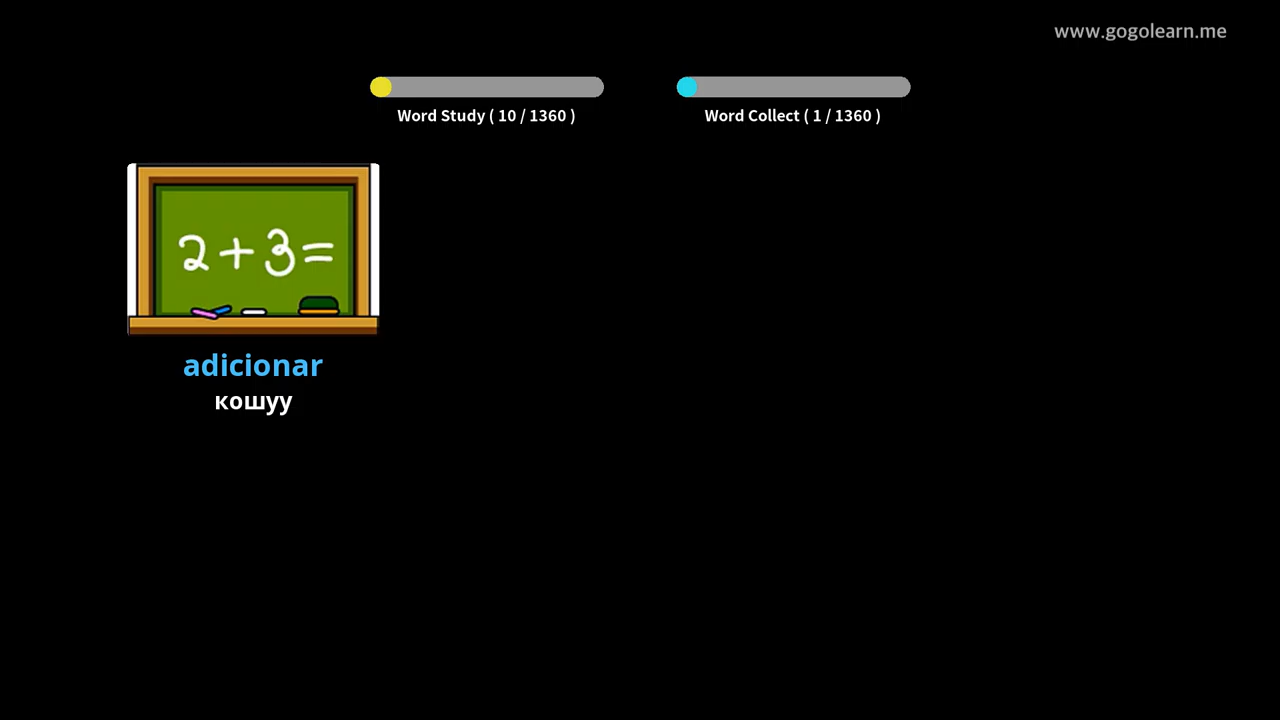 www.gogolearn.me
Word Study ( 10 / 1360 )
Word Collect ( 1 / 1360 )
2+3=
adicionar
кошуу